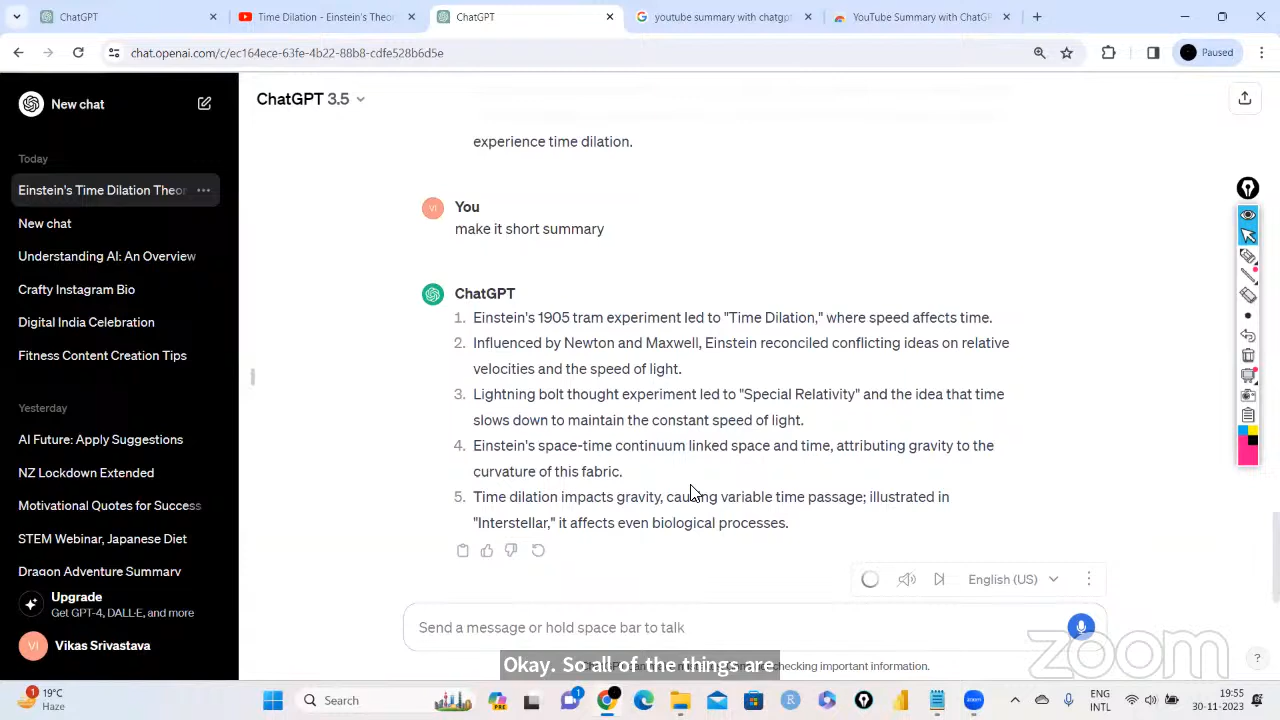 ChatGPT
Time Dilation - Einstein's Theo
ChatGPT
youtube summary with chatgp
YouTube Summary with ChatGP
chat.openai.com/c/ec164ece-63fe-4b22-88b8-cdfe528b6d5e
Paused
New chat
ChatGPT 3.5
Today
Einstein's Time Dilation Theor
New chat
Understanding AI: An Overview
Crafty Instagram Bio
Digital India Celebration
Fitness Content Creation Tips
Yesterday
AI Future: Apply Suggestions
NZ Lockdown Extended
Motivational Quotes for Success
STEM Webinar, Japanese Diet
Dragon Adventure Summary
Upgrade
Get GPT-4, DALL·E, and more
VI
Vikas Srivastava
experience time dilation.
VI
You
make it short summary
ChatGPT
1. Einstein's 1905 tram experiment led to "Time Dilation," where speed affects time.
2. Influenced by Newton and Maxwell, Einstein reconciled conflicting ideas on relative
velocities and the speed of light.
3. Lightning bolt thought experiment led to "Special Relativity" and the idea that time
slows down to maintain the constant speed of light.
4. Einstein's space-time continuum linked space and time, attributing gravity to the
curvature of this fabric.
5. Time dilation impacts gravity, causing variable time passage; illustrated in
"Interstellar," it affects even biological processes.
English (US)
Send a message or hold space bar to talk
checking important information.
Okay. So all of the things are
zoom
?
1
19°C
Haze
Search
PRE
1
ENG
INTL
19:55
30-11-2023